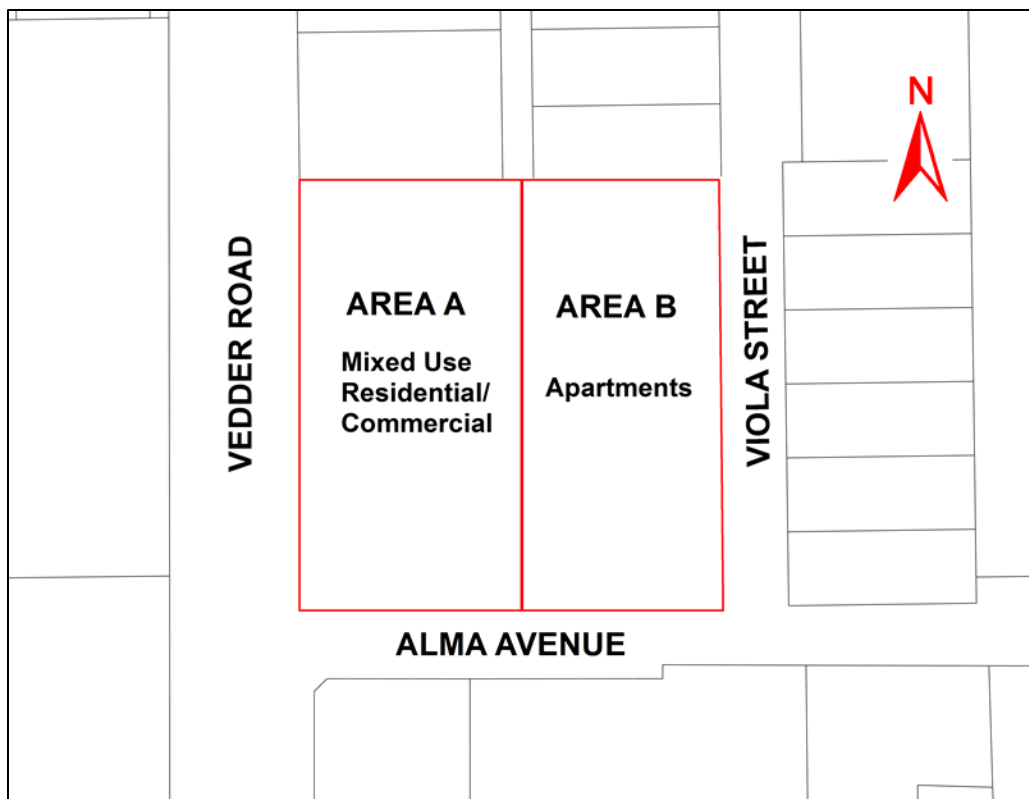 N
VEDDER ROAD
AREA A
Mixed Use
Residential/
Commercial
AREA B
Apartments
VIOLA STREET
ALMA AVENUE